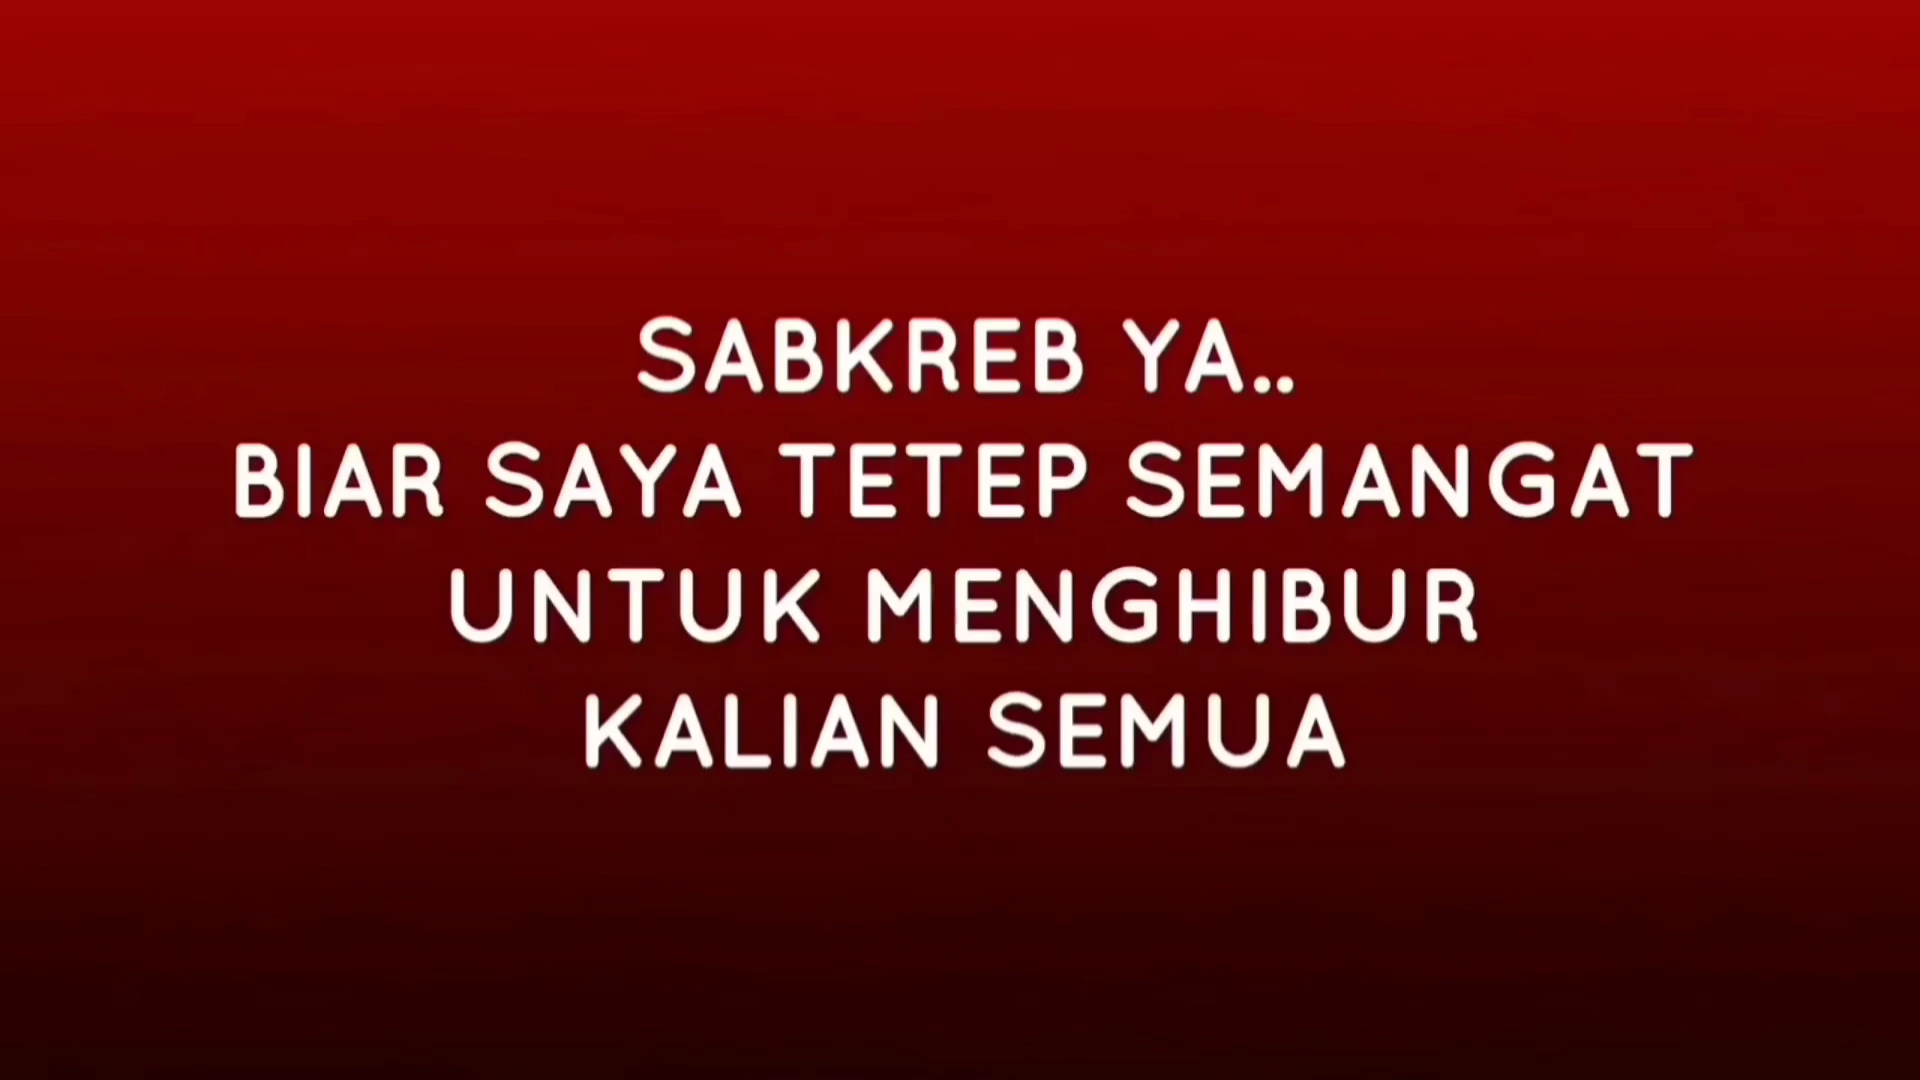 SABKREB YA..
BIAR SAYA TETEP SEMANGAT
UNTUK MENGHIBUR
KALIAN SEMUA